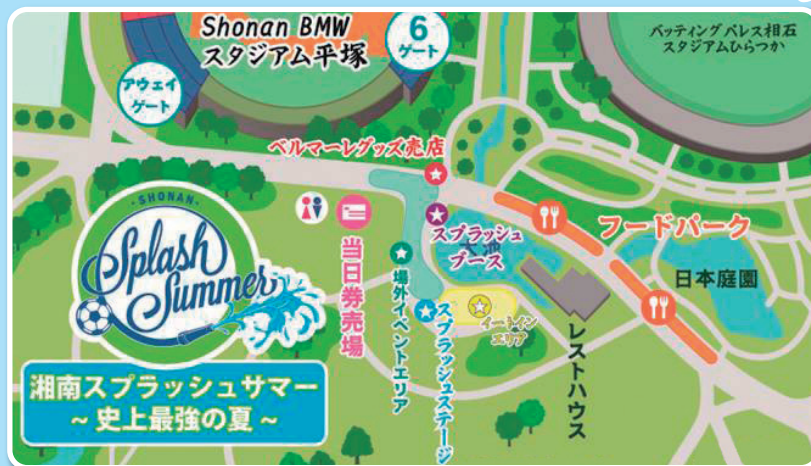 Shonan BMW
スタジアム平塚
6
ゲート
アウェイ
ゲート
バッティングパレス相石
スタジアムひらつか
ベルマーレグッズ売店
当日券売場
スプラッシュ
ブース
場外イベントエリア
スプラッシュステージ
イートイン
エリア
レストハウス
フードパーク
日本庭園
SHONAN
Splash
Summer
湘南スプラッシュサマー
~ 史上最強の夏 ~